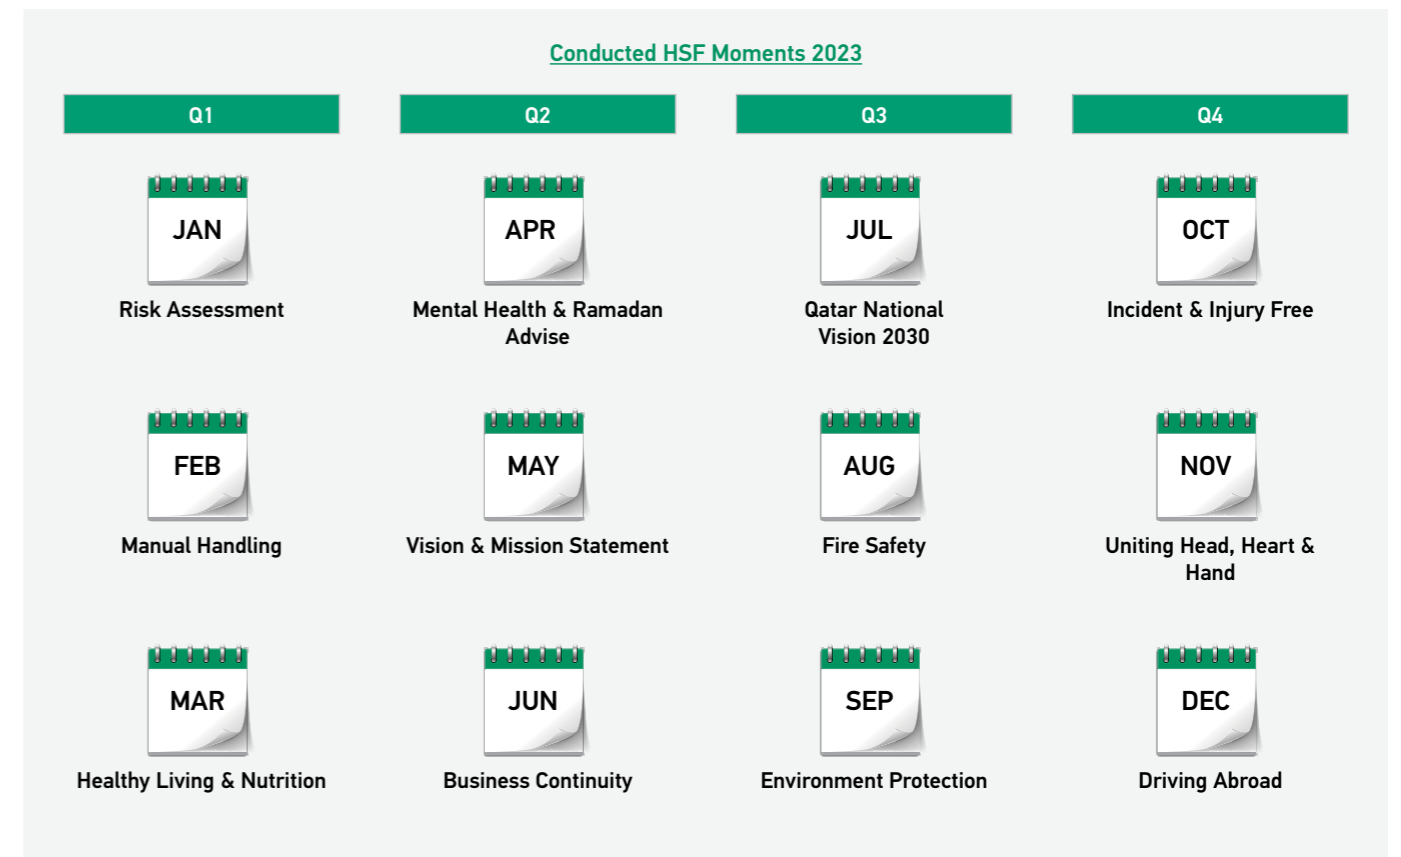 Conducted HSF Moments 2023
Q1
Q2
Q3
Q4
JAN
Risk Assessment
APR
Mental Health & Ramadan
Advise
JUL
Qatar National
Vision 2030
OCT
Incident & Injury Free
FEB
Manual Handling
MAY
Vision & Mission Statement
AUG
Fire Safety
NOV
Uniting Head, Heart &
Hand
MAR
Healthy Living & Nutrition
JUN
Business Continuity
SEP
Environment Protection
DEC
Driving Abroad